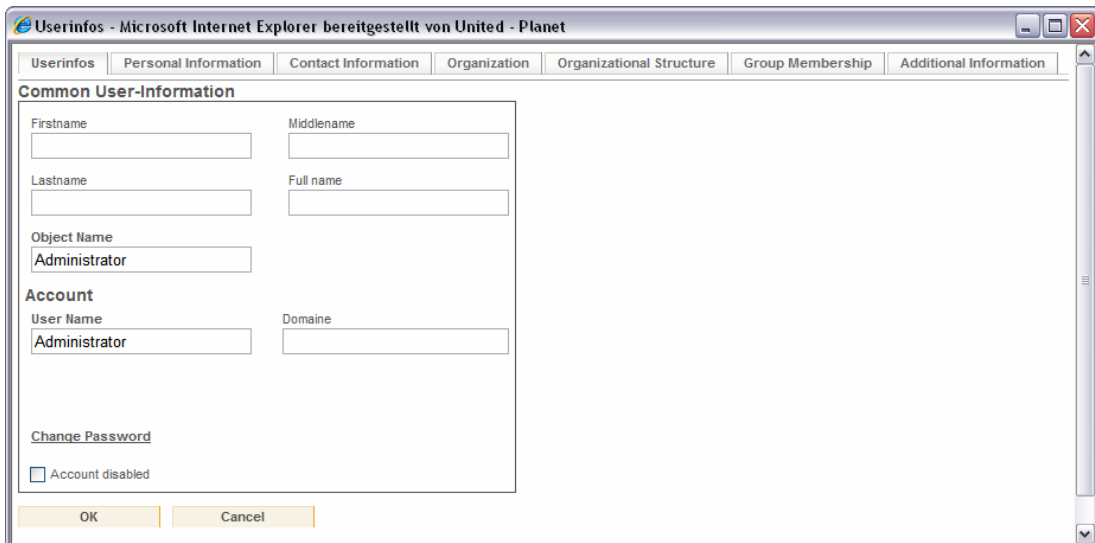 Userinfos - Microsoft Internet Explorer bereitgestellt von United - Planet
Userinfos Personal Information Contact Information Organization Organizational Structure Group Membership Additional Information
Common User-Information
Firstname Middlename
Lastname Full name
Object Name
Administrator
Account
User Name Domaine
Administrator
Change Password
Account disabled
OK Cancel